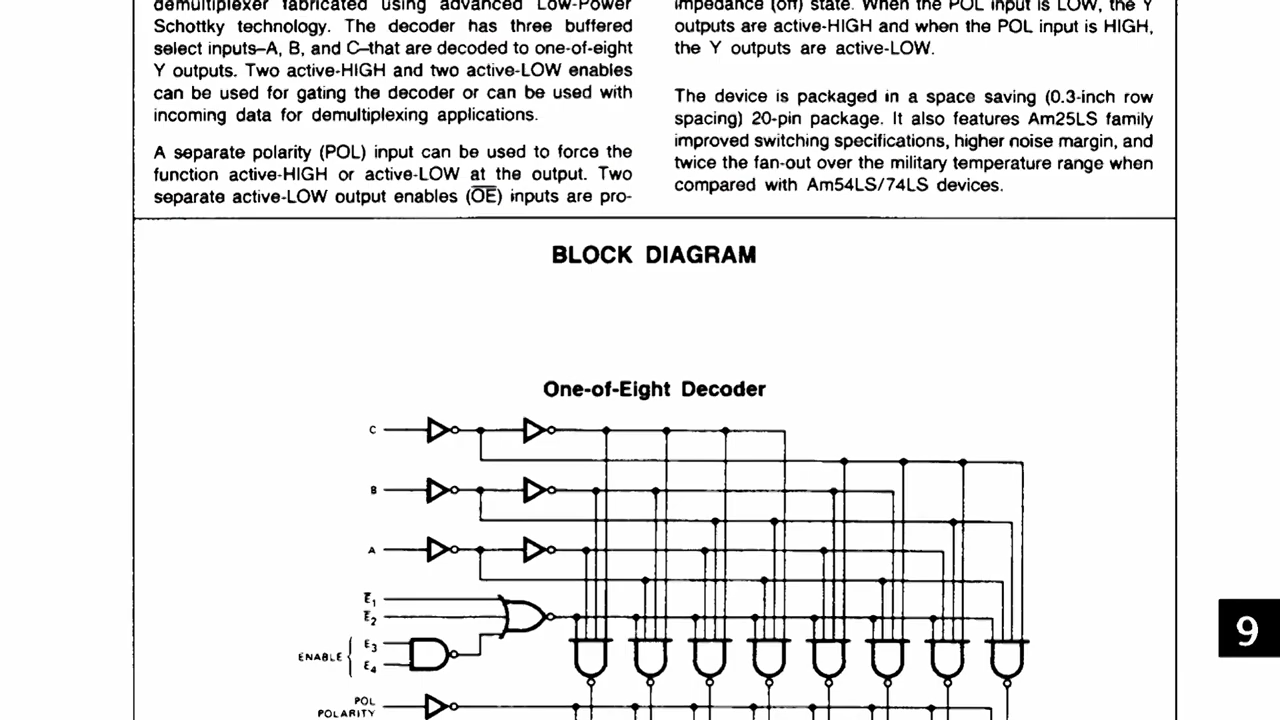 demultiplexer fabricated using advanced Low-Power
Schottky technology. The decoder has three buffered
select inputs–A, B, and C–that are decoded to one-of-eight
Y outputs. Two active-HIGH and two active-LOW enables
can be used for gating the decoder or can be used with
incoming data for demultiplexing applications.
A separate polarity (POL) input can be used to force the
function active-HIGH or active-LOW at the output. Two
separate active-LOW output enables (O̅E̅) inputs are pro-
impedance (off) state. When the POL input is LOW, the Y
outputs are active-HIGH and when the POL input is HIGH,
the Y outputs are active-LOW.
The device is packaged in a space saving (0.3-inch row
spacing) 20-pin package. It also features Am25LS family
improved switching specifications, higher noise margin, and
twice the fan-out over the military temperature range when
compared with Am54LS/74LS devices.
BLOCK DIAGRAM
One-of-Eight Decoder
C
B
A
E̅1
E̅2
ENABLE
E3
E4
POL
POLARITY
9